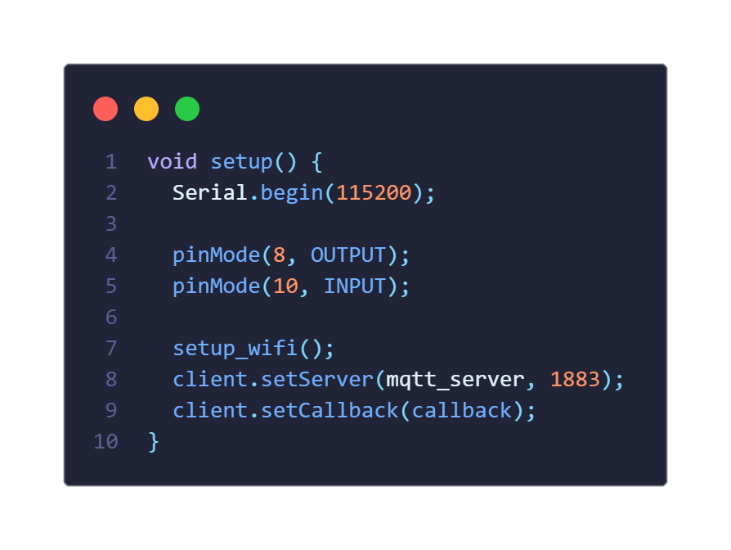 1 void setup() {
2   Serial.begin(115200);
3
4   pinMode(8, OUTPUT);
5   pinMode(10, INPUT);
6
7   setup_wifi();
8   client.setServer(mqtt_server, 1883);
9   client.setCallback(callback);
10 }